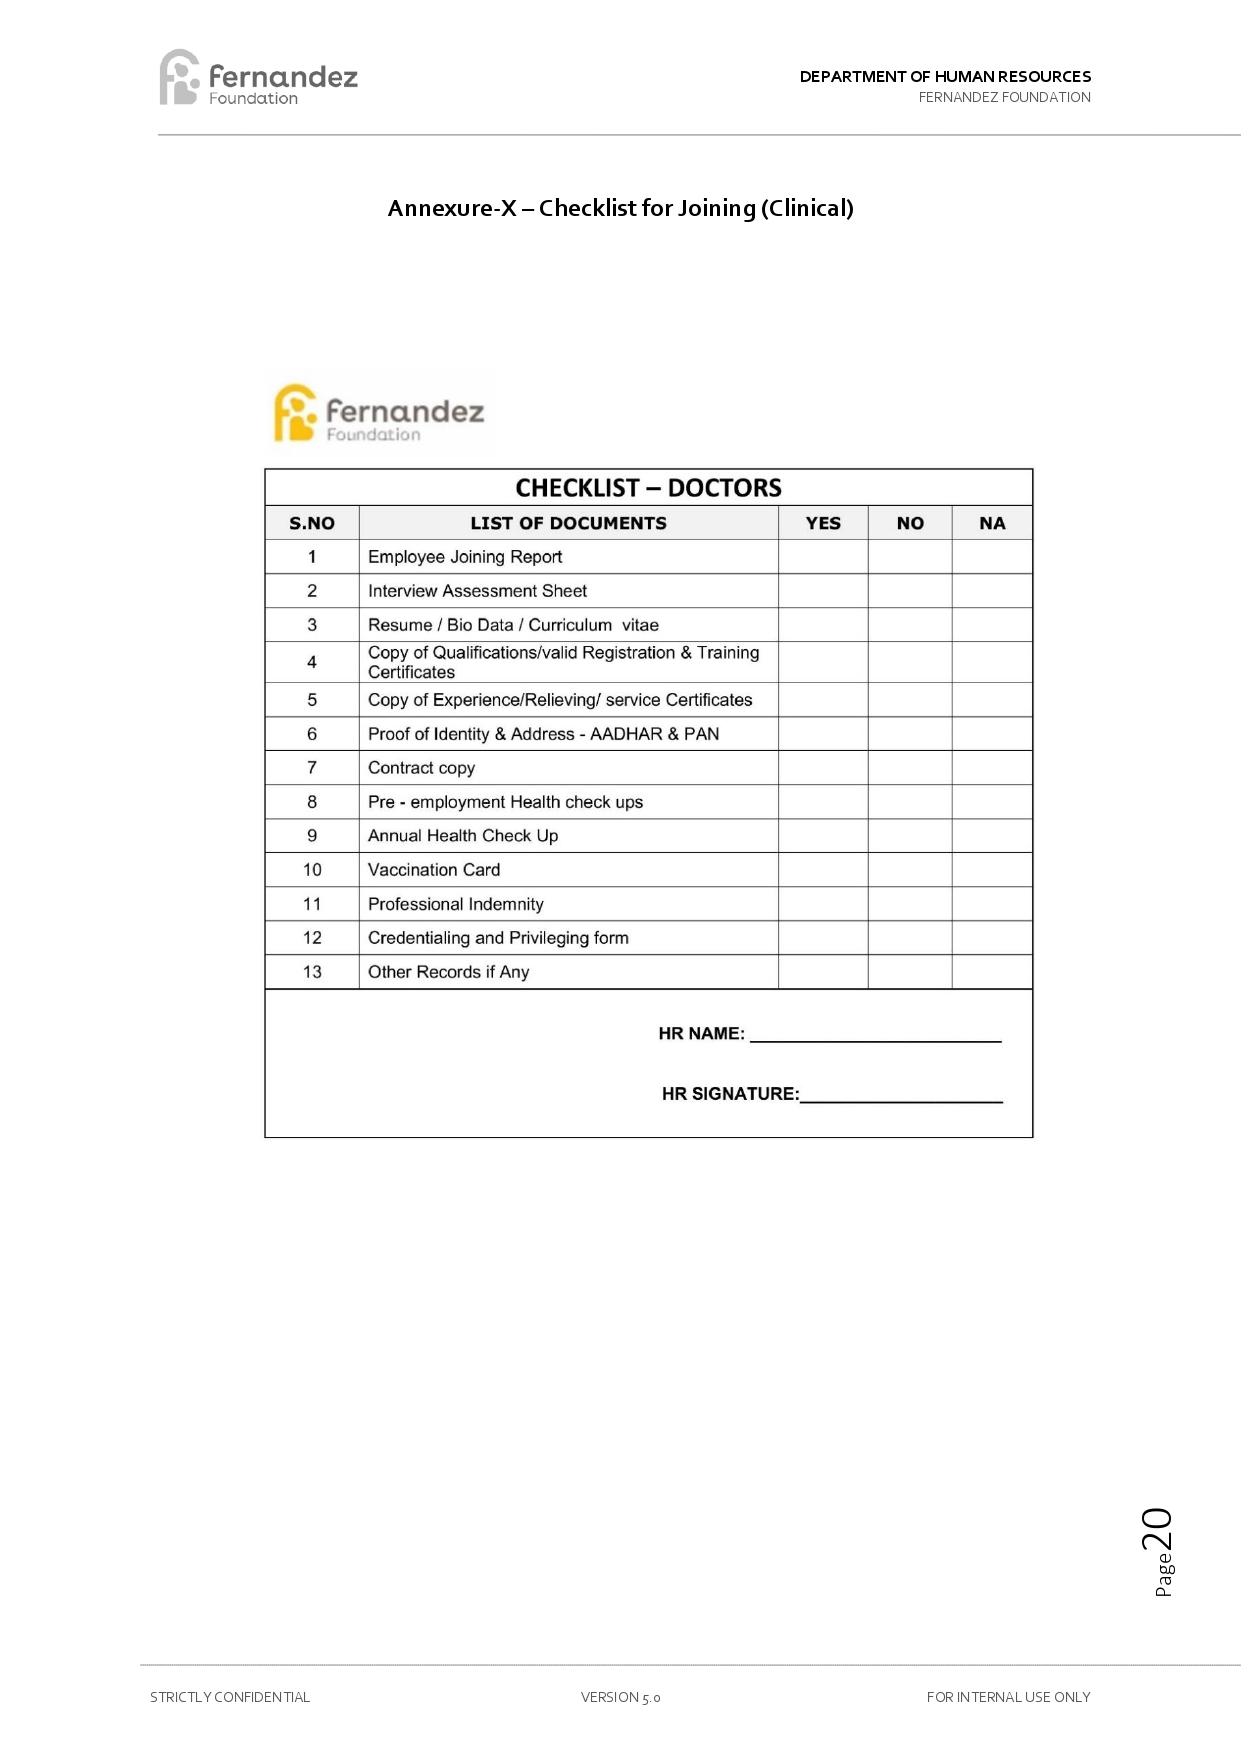 fernandez
Foundation
DEPARTMENT OF HUMAN RESOURCES
FERNANDEZ FOUNDATION
Annexure-X – Checklist for Joining (Clinical)
fernandez
Foundation
CHECKLIST – DOCTORS
S.NO LIST OF DOCUMENTS YES NO NA
1 Employee Joining Report
2 Interview Assessment Sheet
3 Resume / Bio Data / Curriculum vitae
4 Copy of Qualifications/valid Registration & Training
Certificates
5 Copy of Experience/Relieving/ service Certificates
6 Proof of Identity & Address - AADHAR & PAN
7 Contract copy
8 Pre - employment Health check ups
9 Annual Health Check Up
10 Vaccination Card
11 Professional Indemnity
12 Credentialing and Privileging form
13 Other Records if Any
HR NAME:
HR SIGNATURE:
Page20
STRICTLY CONFIDENTIAL VERSION 5.0 FOR INTERNAL USE ONLY